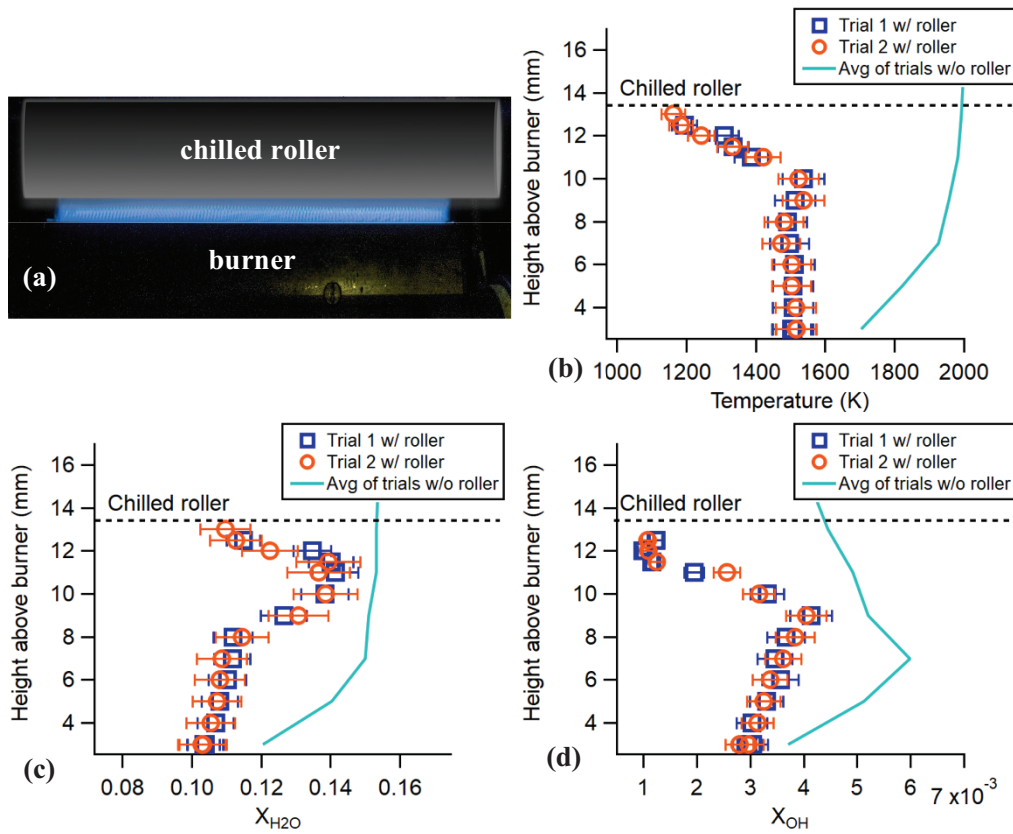 chilled roller
burner
(a)
Trial 1 w/ roller
Trial 2 w/ roller
Avg of trials w/o roller
Chilled roller
16
14
12
10
8
6
4
Height above burner (mm)
1000 1200 1400 1600 1800 2000
Temperature (K)
(b)
Trial 1 w/ roller
Trial 2 w/ roller
Avg of trials w/o roller
Chilled roller
16
14
12
10
8
6
4
Height above burner (mm)
0.08 0.10 0.12 0.14 0.16
X_H2O
(c)
Trial 1 w/ roller
Trial 2 w/ roller
Avg of trials w/o roller
Chilled roller
16
14
12
10
8
6
4
Height above burner (mm)
1 2 3 4 5 6 7 x10^-3
X_OH
(d)